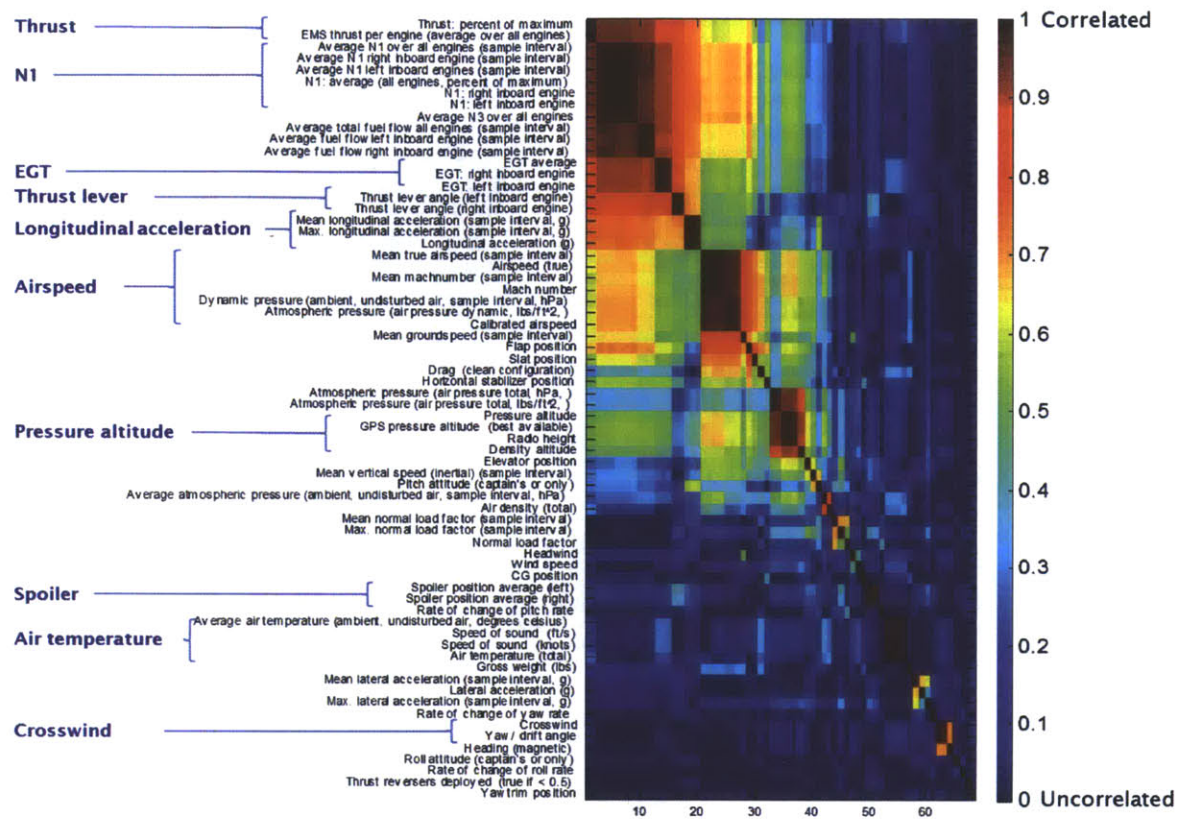 Thrust
N1
EGT
Thrust lever
Longitudinal acceleration
Airspeed
Pressure altitude
Spoiler
Air temperature
Crosswind
Thrust: percent of maximum
EMS thrust per engine (average over all engines)
Average N1 over all engines (sample interval)
Average N1 right inboard engine (sample interval)
Average N1 left inboard engines (sample interval)
N1: average (all engines, percent of maximum)
N1: right inboard engine
N1: left inboard engine
Average N3 over all engines
Average total fuel flow all engines (sample interval)
Average fuel flow left inboard engine (sample interval)
Average fuel flow right inboard engine (sample interval)
EGT average
EGT: right inboard engine
EGT: left inboard engine
Thrust lever angle (left inboard engine)
Thrust lever angle (right inboard engine)
Mean longitudinal acceleration (sample interval, g)
Max. longitudinal acceleration (sample interval, g)
Longitudinal acceleration (g)
Mean true airspeed (sample interval)
Airspeed (true)
Mean machnumber (sample interval)
Mach number
Dynamic pressure (ambient, undisturbed air, sample interval, hPa)
Atmospheric pressure (air pressure dynamic, lbs/ft^2, )
Calibrated airspeed
Mean groundspeed (sample interval)
Flap position
Slat position
Drag (clean configuration)
Horizontal stabilizer position
Atmospheric pressure (air pressure total, hPa, )
Atmospheric pressure (air pressure total, lbs/ft^2, )
Pressure altitude
GPS pressure altitude (best available)
Radio height
Density altitude
Elevator position
Mean vertical speed (inertial) (sample interval)
Pitch attitude (captain's or only)
Average atmospheric pressure (ambient, undisturbed air, sample interval, hPa)
Air density (total)
Mean normal load factor (sample interval)
Max. normal load factor (sample interval)
Normal load factor
Headwind
Wind speed
CG position
Spoiler position average (left)
Spoiler position average (right)
Rate of change of pitch rate
Average air temperature (ambient, undisturbed air, degrees celsius)
Speed of sound (ft/s)
Speed of sound (knots)
Air temperature (total)
Gross weight (lbs)
Mean lateral acceleration (sample interval, g)
Lateral acceleration (g)
Max. lateral acceleration (sample interval, g)
Rate of change of yaw rate
Crosswind
Yaw / drift angle
Heading (magnetic)
Roll attitude (captain's or only)
Rate of change of roll rate
Thrust reversers deployed (true if < 0.5)
Yaw trim position
10 20 30 40 50 60
1 Correlated
0.9
0.8
0.7
0.6
0.5
0.4
0.3
0.2
0.1
0 Uncorrelated